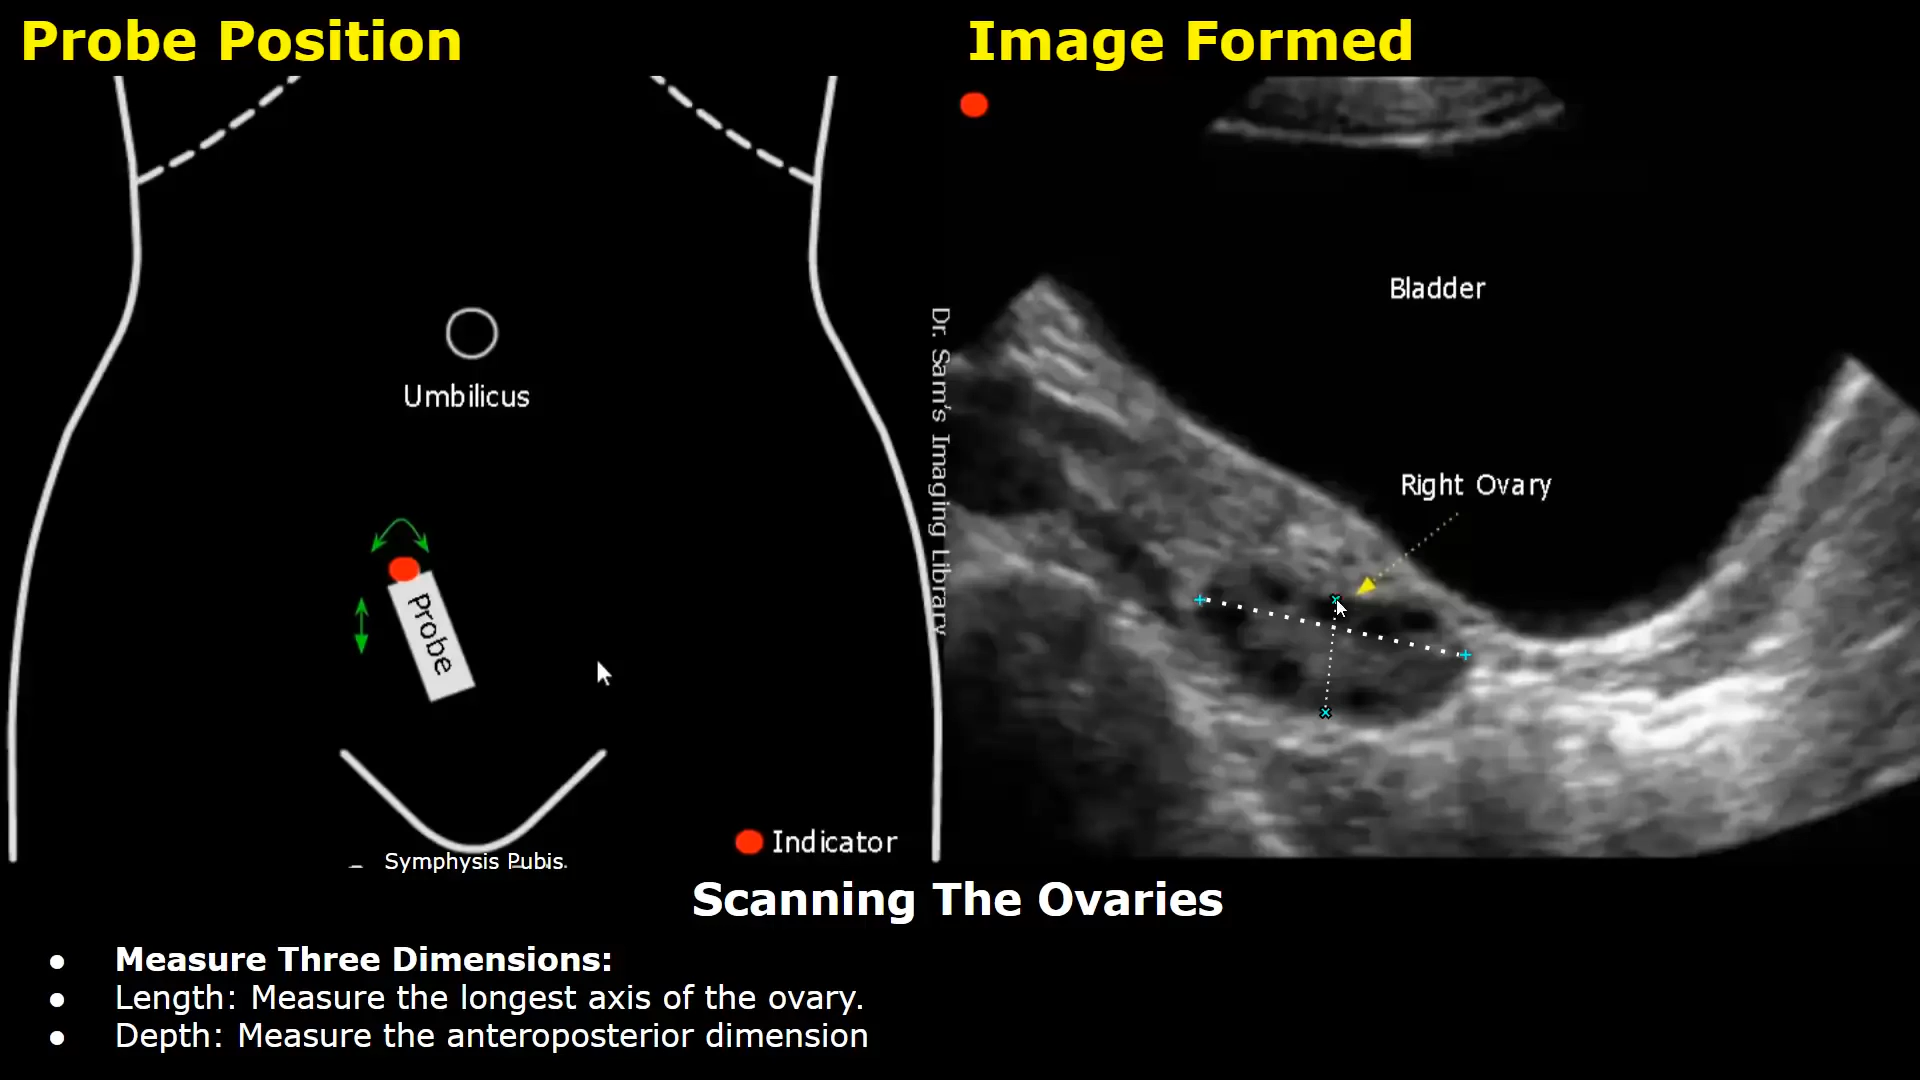 Probe Position
Image Formed
Bladder
Dr. Sam's Imaging Library
Umbilicus
Right Ovary
Probe
Indicator
Symphysis Pubis
Scanning The Ovaries
● Measure Three Dimensions:
● Length: Measure the longest axis of the ovary.
● Depth: Measure the anteroposterior dimension